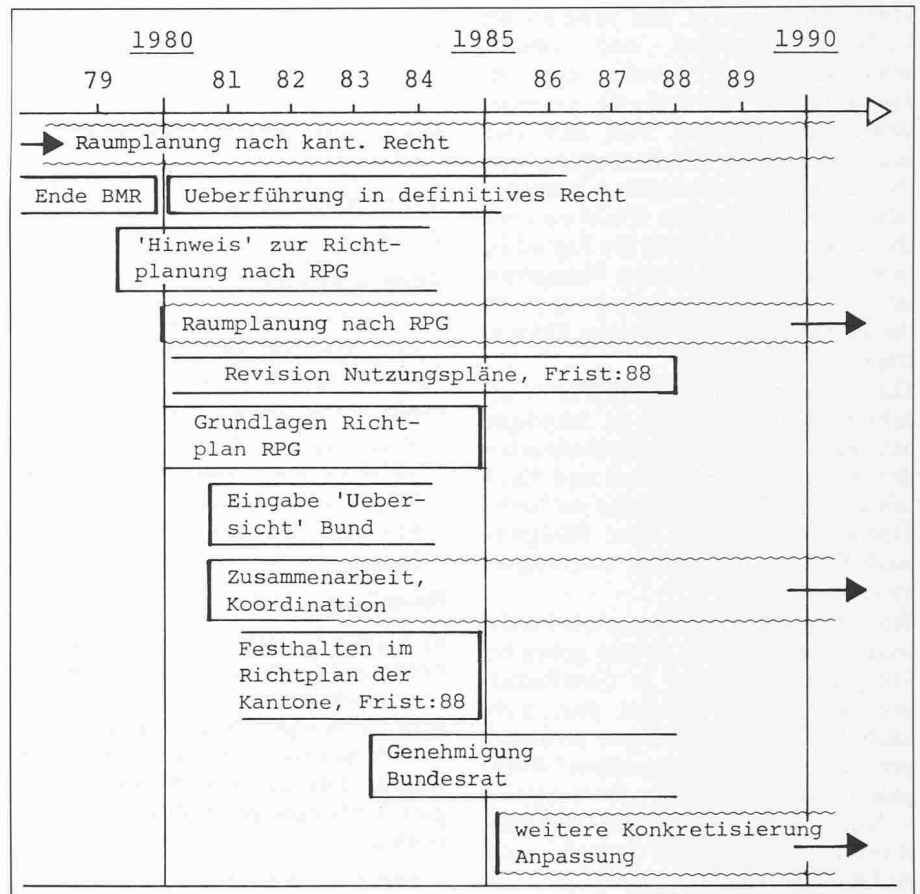 1980 1985 1990
79 81 82 83 84 86 87 88 89
Raumplanung nach kant. Recht
Ende BMR Ueberführung in definitives Recht
'Hinweis' zur Richt-
planung nach RPG
Raumplanung nach RPG
Revision Nutzungspläne, Frist:88
Grundlagen Richt-
plan RPG
Eingabe 'Ueber-
sicht' Bund
Zusammenarbeit,
Koordination
Festhalten im
Richtplan der
Kantone, Frist:88
Genehmigung
Bundesrat
weitere Konkretisierung
Anpassung